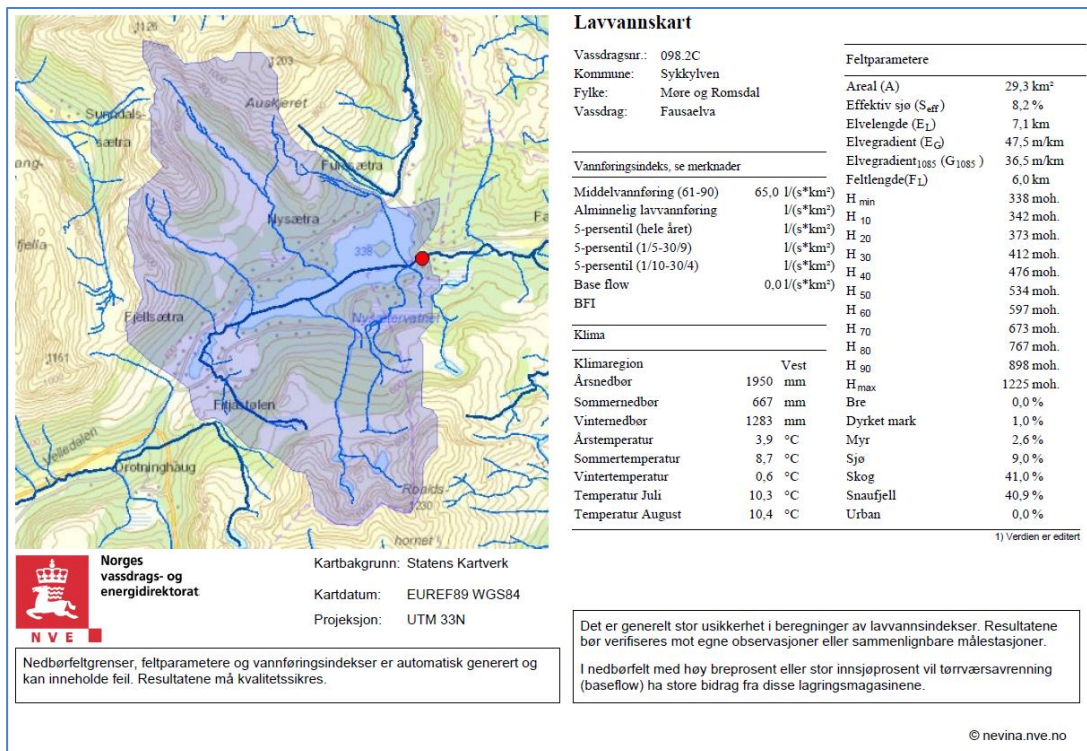 Lavvannskart
Vassdragsnr.: 098.2C
Kommune: Sykkylven
Fylke: Møre og Romsdal
Vassdrag: Fausaelva
Vannføringsindeks, se merknader
Middelvannføring (61-90) 65,0 l/(s*km²)
Alminnelig lavvannføring l/(s*km²)
5-persentil (hele året) l/(s*km²)
5-persentil (1/5-30/9) l/(s*km²)
5-persentil (1/10-30/4) l/(s*km²)
Base flow 0,0 l/(s*km²)
BFI
Klima
Klimaregion Vest
Årsnedbør 1950 mm
Sommernedbør 667 mm
Vinternedbør 1283 mm
Årstemperatur 3,9 °C
Sommertemperatur 8,7 °C
Vintertemperatur 0,6 °C
Temperatur Juli 10,3 °C
Temperatur August 10,4 °C
Feltparametere
Areal (A) 29,3 km²
Effektiv sjø (Seff) 8,2 %
Elvelengde (EL) 7,1 km
Elvegradient (EG) 47,5 m/km
Elvegradient1085 (G1085) 36,5 m/km
Feltlengde(FL) 6,0 km
H min 338 moh.
H 10 342 moh.
H 20 373 moh.
H 30 412 moh.
H 40 476 moh.
H 50 534 moh.
H 60 597 moh.
H 70 673 moh.
H 80 767 moh.
H 90 898 moh.
H max 1225 moh.
Bre 0,0 %
Dyrket mark 1,0 %
Myr 2,6 %
Sjø 9,0 %
Skog 41,0 %
Snaufjell 40,9 %
Urban 0,0 %
1) Verdien er editert
1126
1203
Auskjeret
Sunndals-
sætra
Furesætra
Nysætra
338
Nysætervatnet
Fjellsætra
1161
Fitjastølen
Velledalen
Drotninghaug
Roalds-
1230
hornet
NVE
Norges
vassdrags- og
energidirektorat
Kartbakgrunn: Statens Kartverk
Kartdatum: EUREF89 WGS84
Projeksjon: UTM 33N
Nedbørfeltgrenser, feltparametere og vannføringsindekser er automatisk generert og
kan inneholde feil. Resultatene må kvalitetssikres.
Det er generelt stor usikkerhet i beregninger av lavvannsindekser. Resultatene
bør verifiseres mot egne observasjoner eller sammenlignbare målestasjoner.
I nedbørfelt med høy breprosent eller stor innsjøprosent vil tørrværsavrenning
(baseflow) ha store bidrag fra disse lagringsmagasinene.
© nevina.nve.no